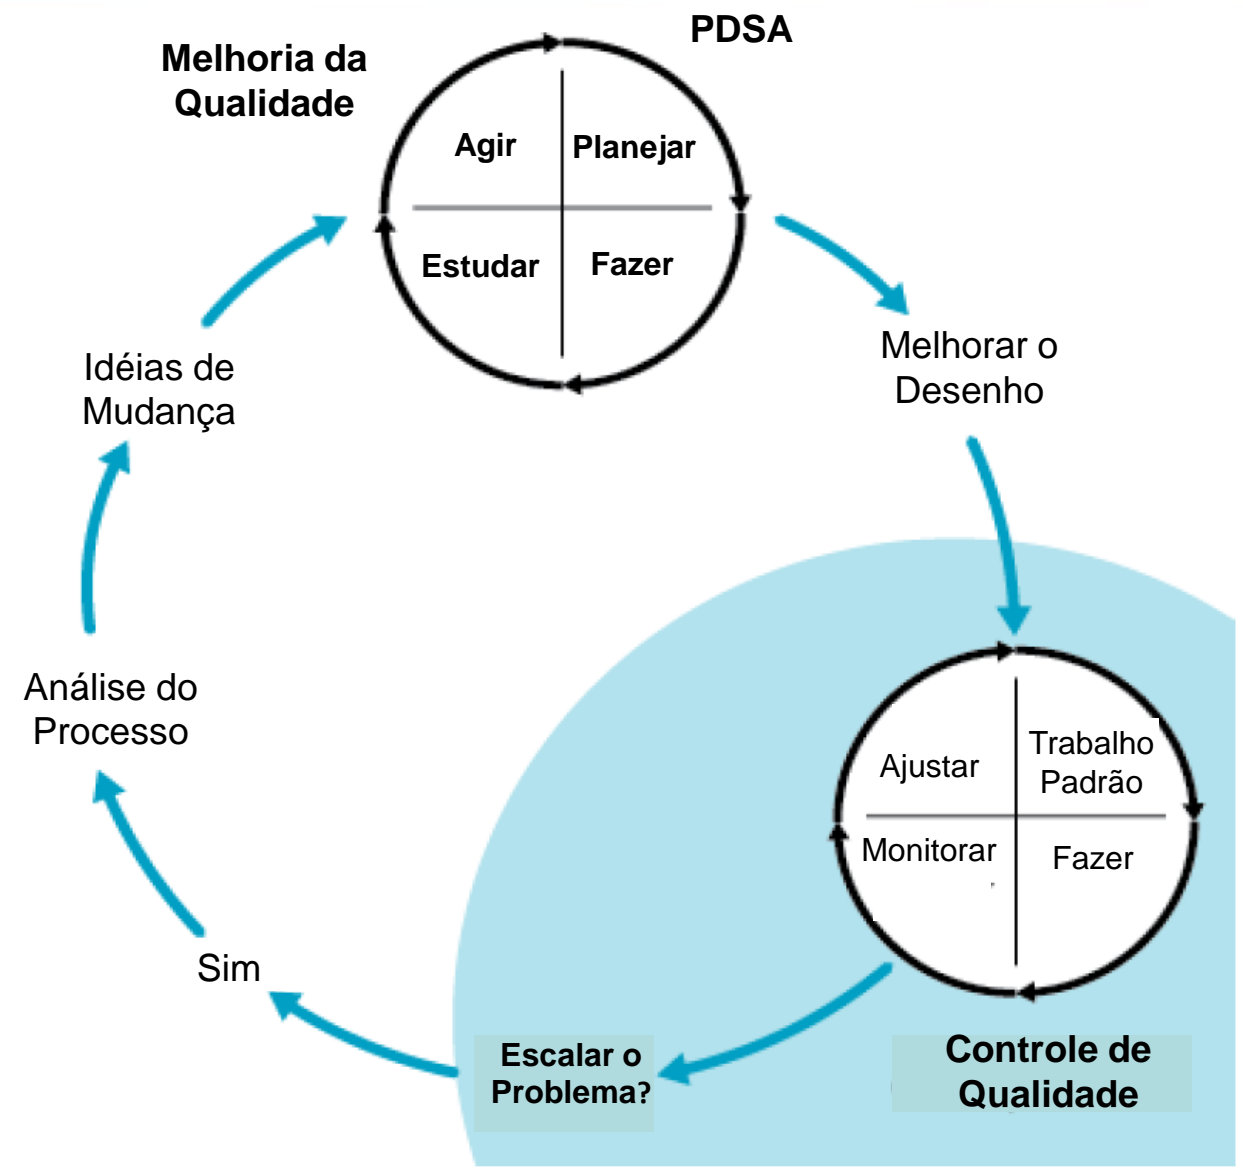 PDSA
Melhoria da
Qualidade
Agir
Planejar
Estudar
Fazer
Melhorar o
Desenho
Idéias de
Mudança
Análise do
Processo
Ajustar
Trabalho
Padrão
Monitorar
Fazer
Sim
Escalar o
Problema?
Controle de
Qualidade